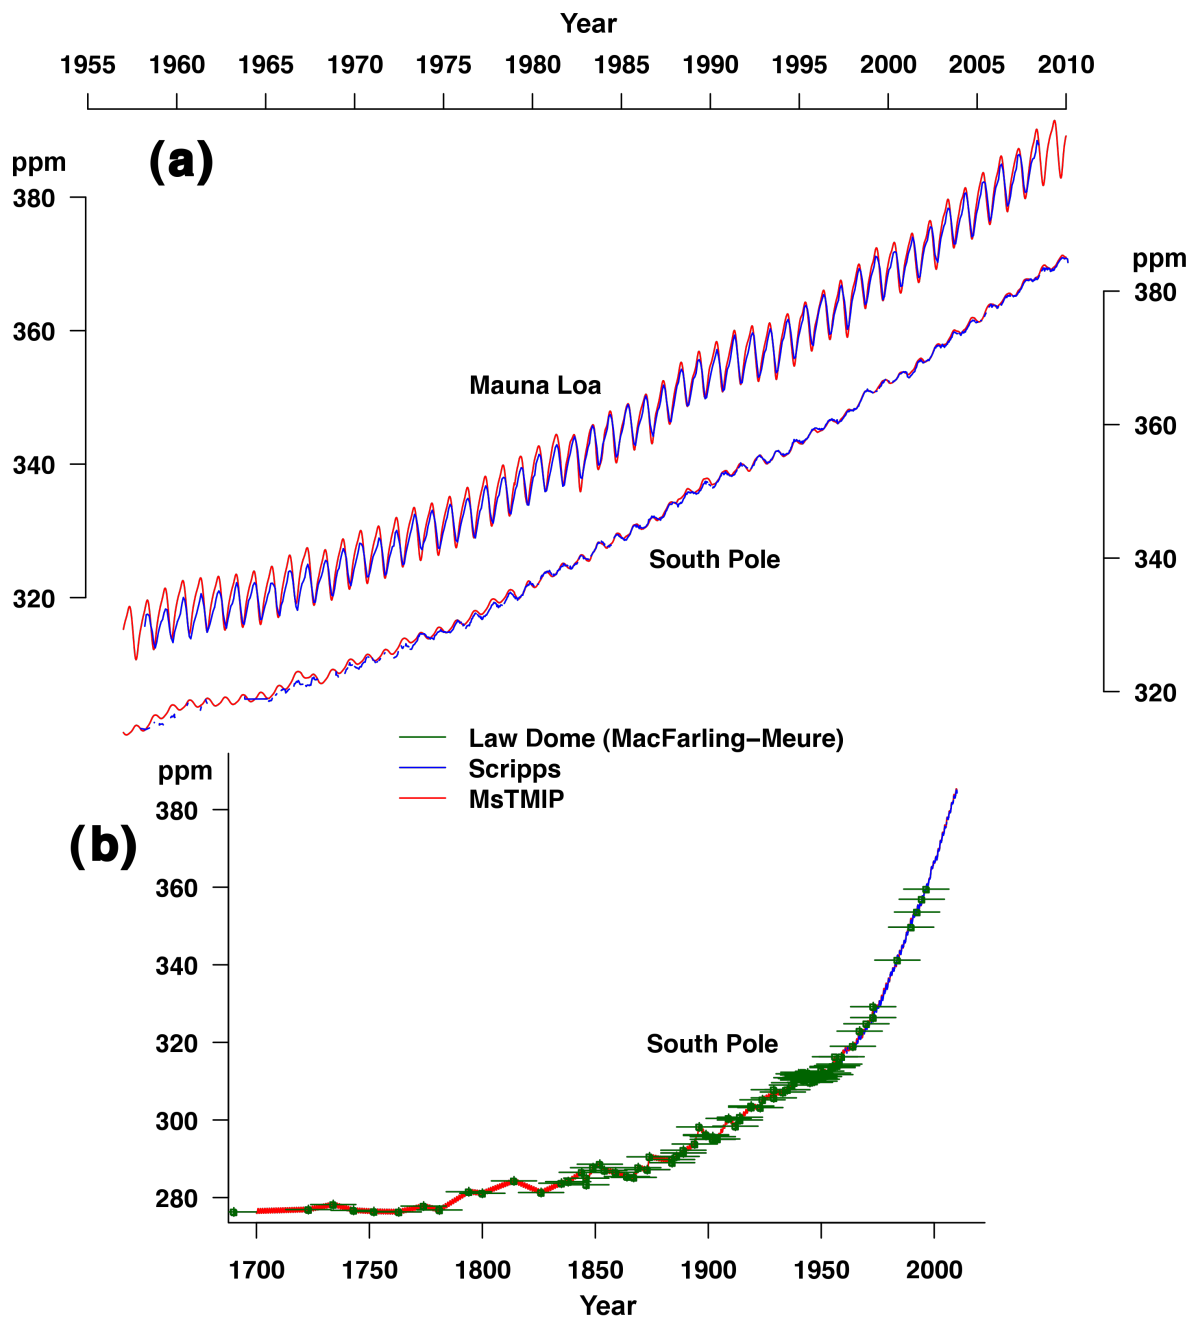 Year
1955 1960 1965 1970 1975 1980 1985 1990 1995 2000 2005 2010
(a)
ppm
380
360
340
320
Mauna Loa
South Pole
ppm
380
360
340
320
Law Dome (MacFarling−Meure)
Scripps
MsTMIP
(b)
ppm
380
360
340
320
300
280
South Pole
1700 1750 1800 1850 1900 1950 2000
Year